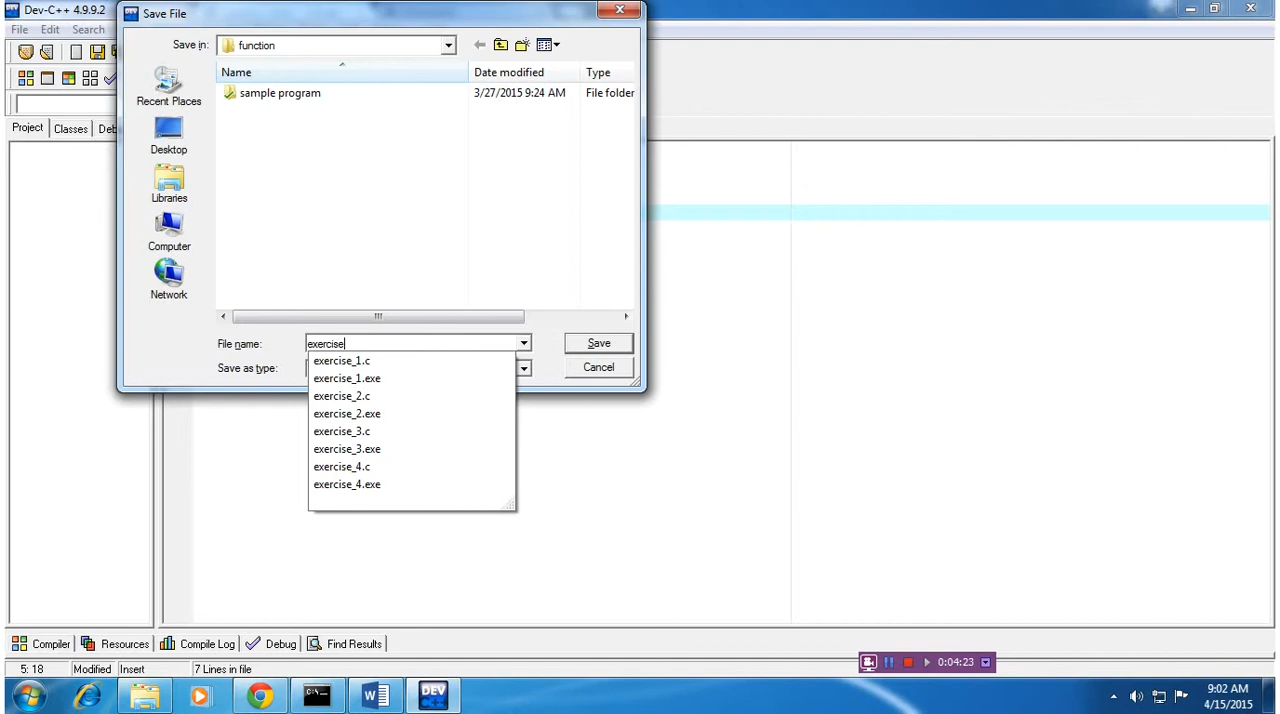 Dev-C++ 4.9.9.2
Save File
File Edit Search
Save in: function
Name Date modified Type
sample program 3/27/2015 9:24 AM File folder
Recent Places
Project Classes Deb
Desktop
Libraries
Computer
Network
File name: exercise Save
Save as type: Cancel
exercise_1.c
exercise_1.exe
exercise_2.c
exercise_2.exe
exercise_3.c
exercise_3.exe
exercise_4.c
exercise_4.exe
Compiler Resources Compile Log Debug Find Results
5: 18 Modified Insert 7 Lines in file
0:04:23
W DEV C++
9:02 AM
4/15/2015